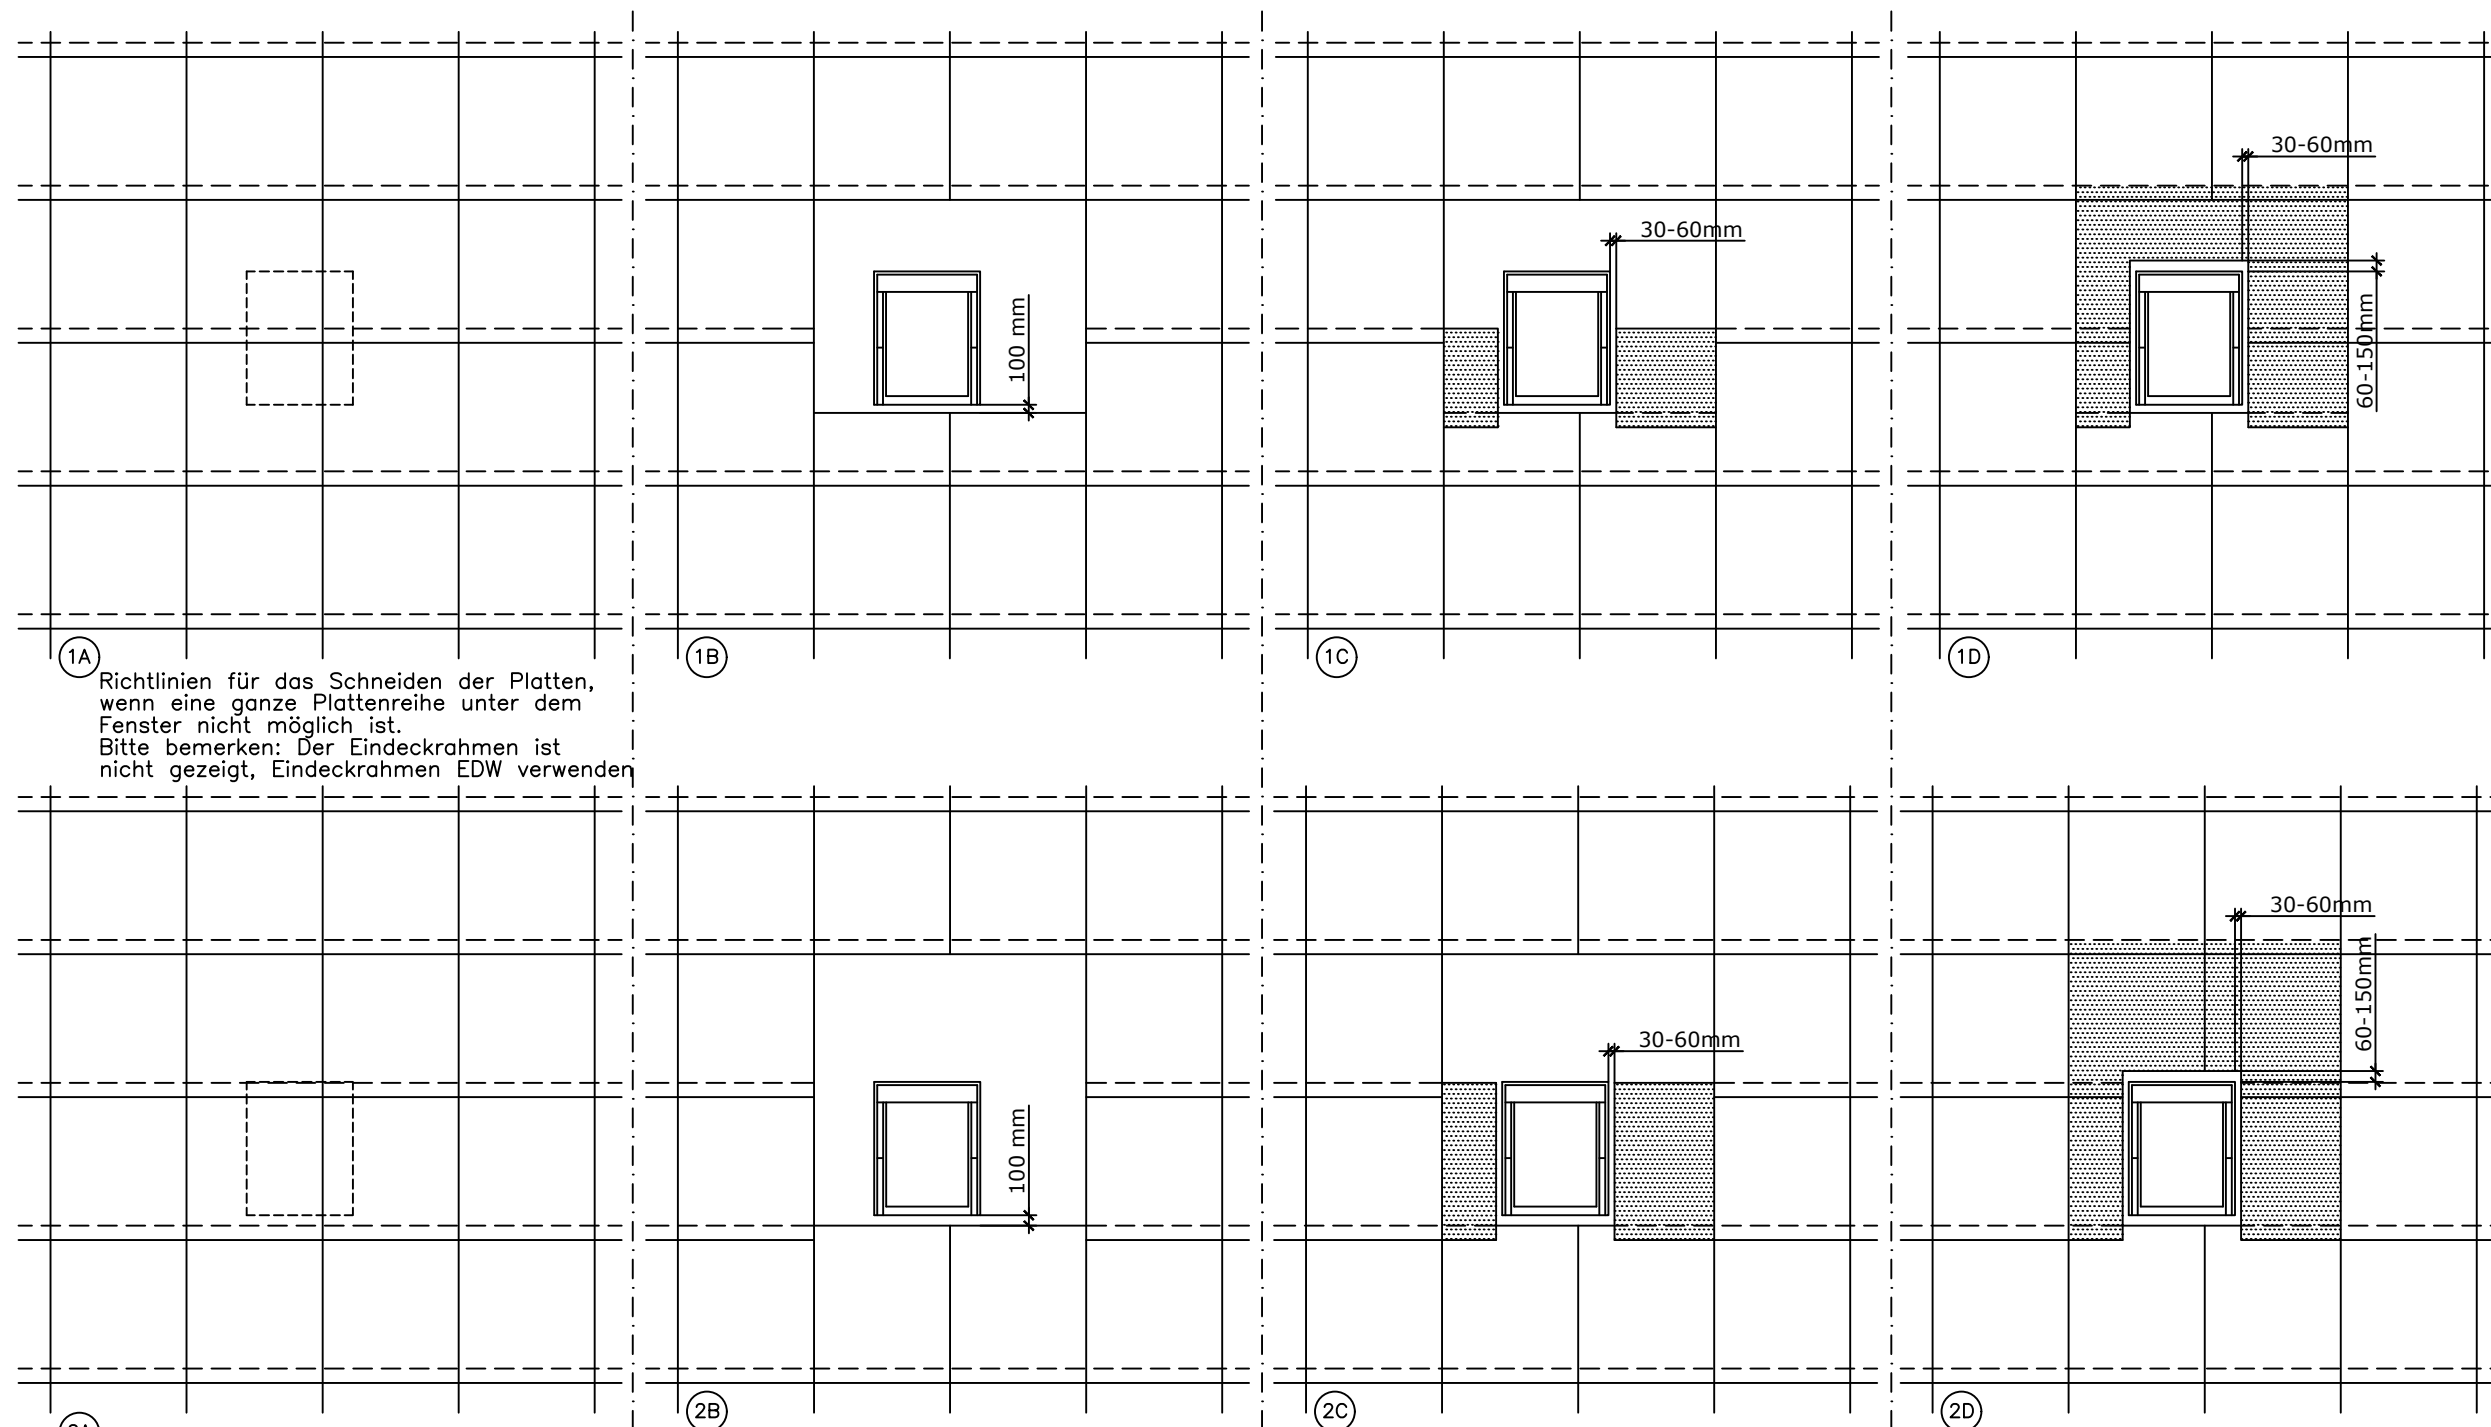 30-60mm
30-60mm
100 mm
60-150mm
1A
1B
1C
1D
Richtlinien für das Schneiden der Platten,
wenn eine ganze Plattenreihe unter dem
Fenster nicht möglich ist.
Bitte bemerken: Der Eindeckrahmen ist
nicht gezeigt, Eindeckrahmen EDW verwenden
30-60mm
60-150mm
30-60mm
100 mm
2B
2C
2D